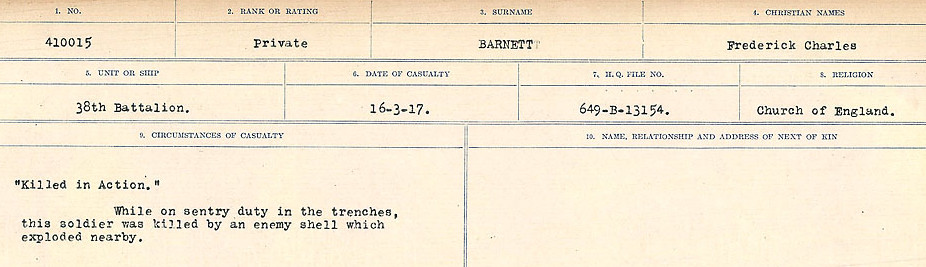 1. NO. 2. RANK OR RATING 3. SURNAME 4. CHRISTIAN NAMES
410015 Private BARNETT Frederick Charles
5. UNIT OR SHIP 6. DATE OF CASUALTY 7. H.Q. FILE NO. 8. RELIGION
38th Battalion. 16-3-17. 649-B-13154. Church of England.
9. CIRCUMSTANCES OF CASUALTY 10. NAME, RELATIONSHIP AND ADDRESS OF NEXT OF KIN
"Killed in Action."
While on sentry duty in the trenches,
this soldier was killed by an enemy shell which
exploded nearby.